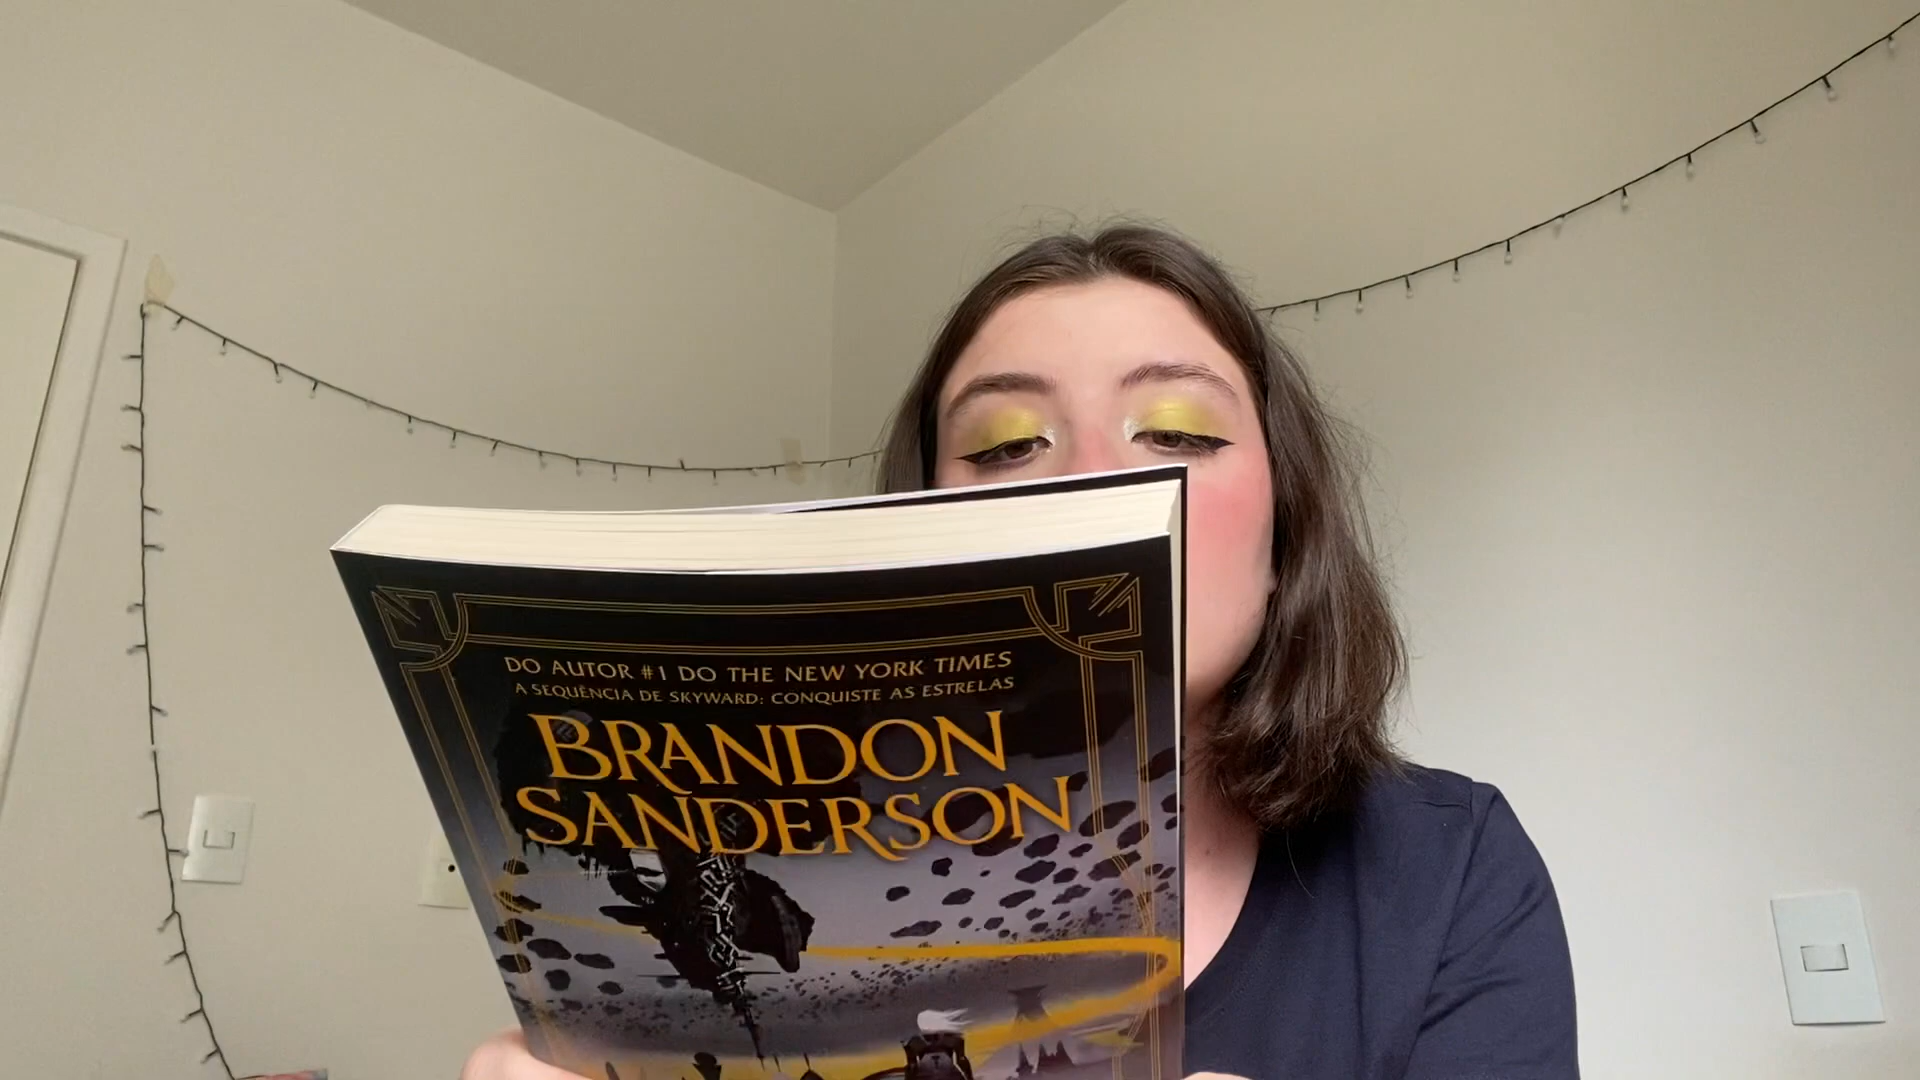 DO AUTOR #1 DO THE NEW YORK TIMES
A SEQUÊNCIA DE SKYWARD: CONQUISTE AS ESTRELAS
BRANDON
SANDERSON